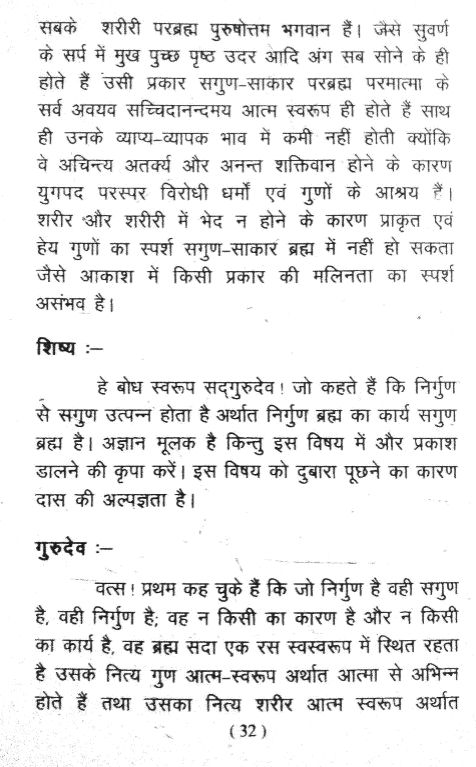 सबके शरीरी परब्रह्म पुरुषोत्तम भगवान हैं। जैसे सुवर्ण
के सर्प में मुख पुच्छ पृष्ठ उदर आदि अंग सब सोने के ही
होते हैं उसी प्रकार सगुण-साकार परब्रह्म परमात्मा के
सर्व अवयव सच्चिदानन्दमय आत्म स्वरूप ही होते हैं साथ
ही उनके व्याप्य-व्यापक भाव में कमी नहीं होती क्योंकि
वे अचिन्त्य अतर्क्य और अनन्त शक्तिवान होने के कारण
युगपद परस्पर विरोधी धर्मों एवं गुणों के आश्रय हैं।
शरीर और शरीरी में भेद न होने के कारण प्राकृत एवं
हेय गुणों का स्पर्श सगुण-साकार ब्रह्म में नहीं हो सकता
जैसे आकाश में किसी प्रकार की मलिनता का स्पर्श
असंभव है।
शिष्य :–
हे बोध स्वरूप सद्गुरुदेव! जो कहते हैं कि निर्गुण
से सगुण उत्पन्न होता है अर्थात निर्गुण ब्रह्म का कार्य सगुण
ब्रह्म है। अज्ञान मूलक है किन्तु इस विषय में और प्रकाश
डालने की कृपा करें। इस विषय को दुबारा पूछने का कारण
दास की अल्पज्ञता है।
गुरुदेव :–
वत्स! प्रथम कह चुके हैं कि जो निर्गुण है वही सगुण
है, वही निर्गुण है; वह न किसी का कारण है और न किसी
का कार्य है, वह ब्रह्म सदा एक रस स्वस्वरूप में स्थित रहता
है उसके नित्य गुण आत्म-स्वरूप अर्थात आत्मा से अभिन्न
होते हैं तथा उसका नित्य शरीर आत्म स्वरूप अर्थात
(32)